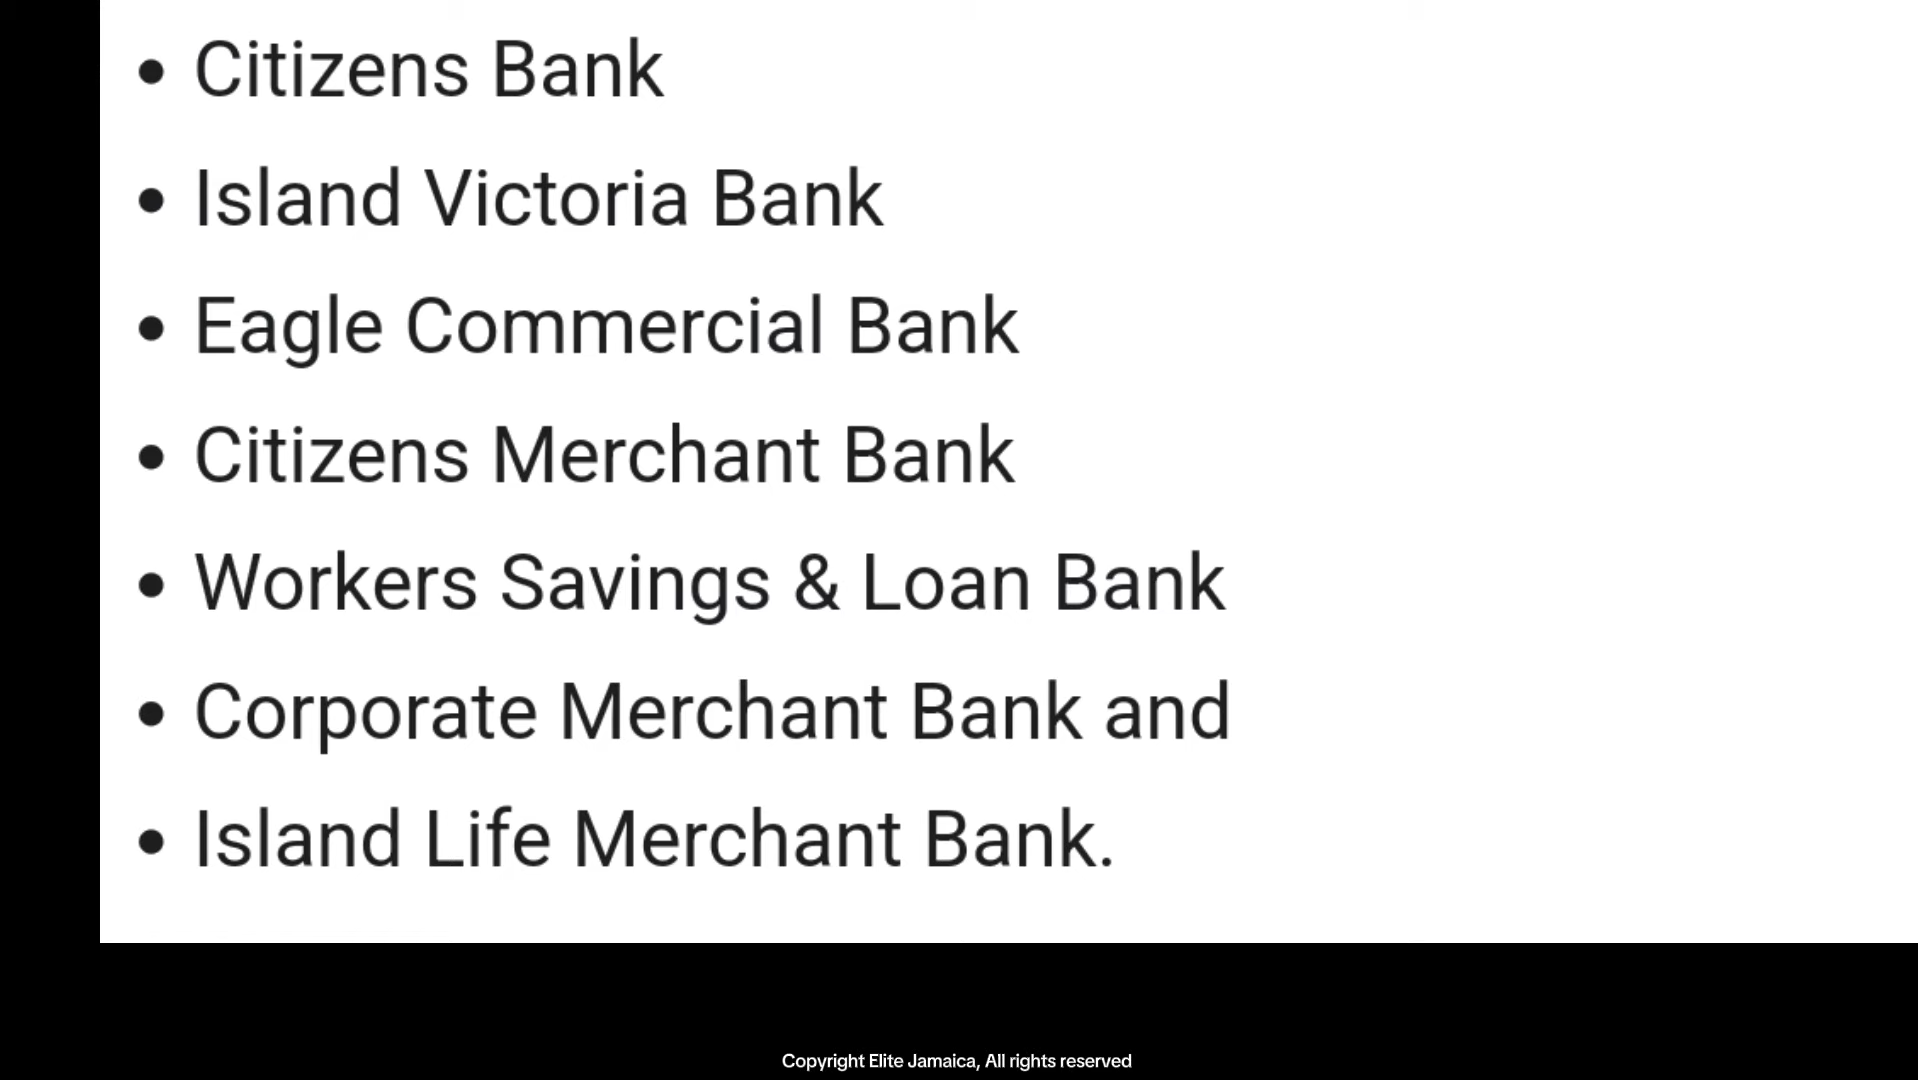 • Citizens Bank
• Island Victoria Bank
• Eagle Commercial Bank
• Citizens Merchant Bank
• Workers Savings & Loan Bank
• Corporate Merchant Bank and
• Island Life Merchant Bank.
Copyright Elite Jamaica, All rights reserved